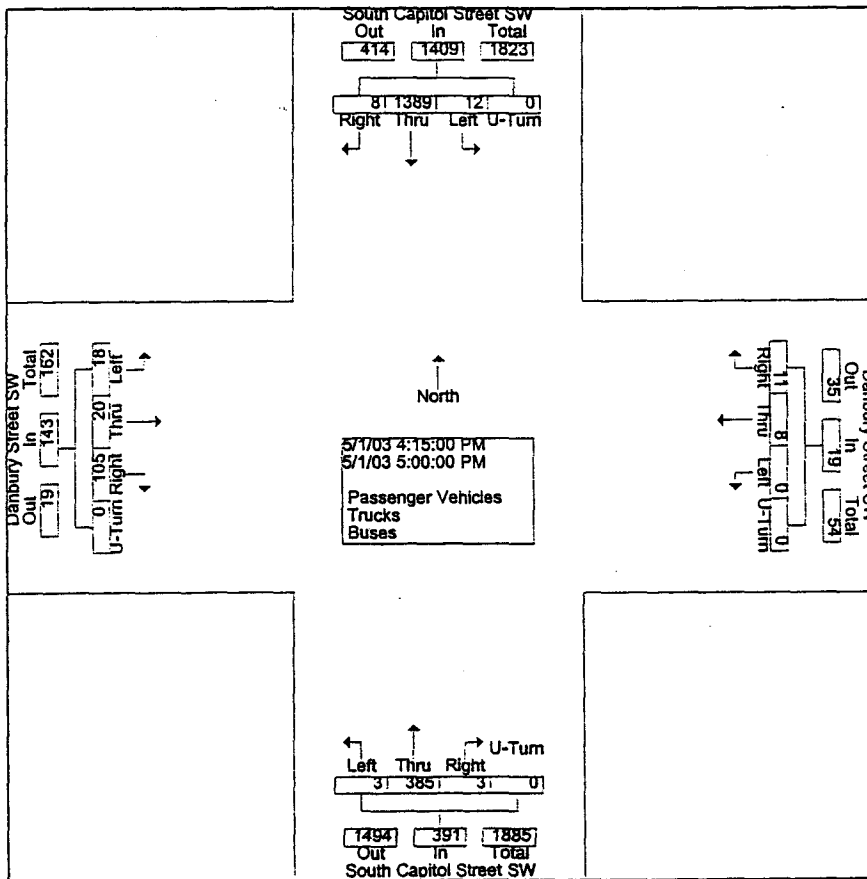 South Capitol Street SW
Out In Total
414 1409 1823
8 1389 12 0
Right Thru Left U-Turn
Danbury Street SW
Total In Out
162 143 19
18 20 105 0
Left Thru Right U-Turn
North
5/1/03 4:15:00 PM
5/1/03 5:00:00 PM
Passenger Vehicles
Trucks
Buses
Right Thru Left U-Turn
11 8 0 0
35 19 54
Out In Total
Danbury Street SW
U-Turn
Left Thru Right
3 385 3 0
1494 391 1885
Out In Total
South Capitol Street SW